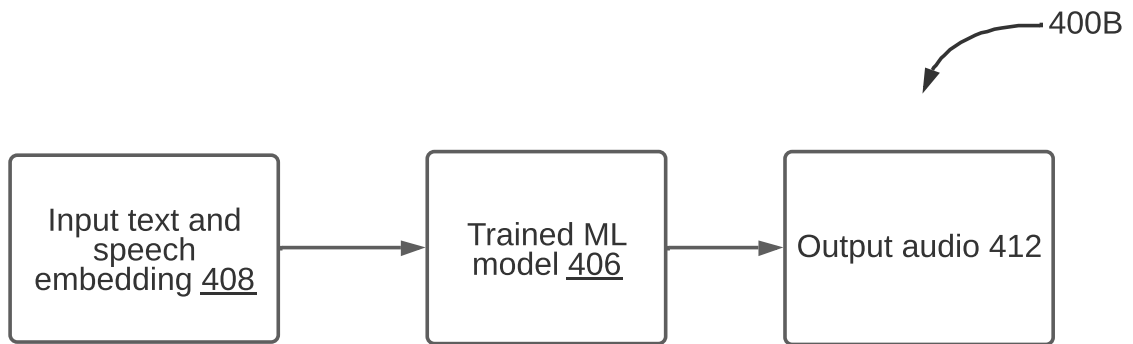 400B
Input text and
speech
embedding 408
Trained ML
model 406
Output audio 412